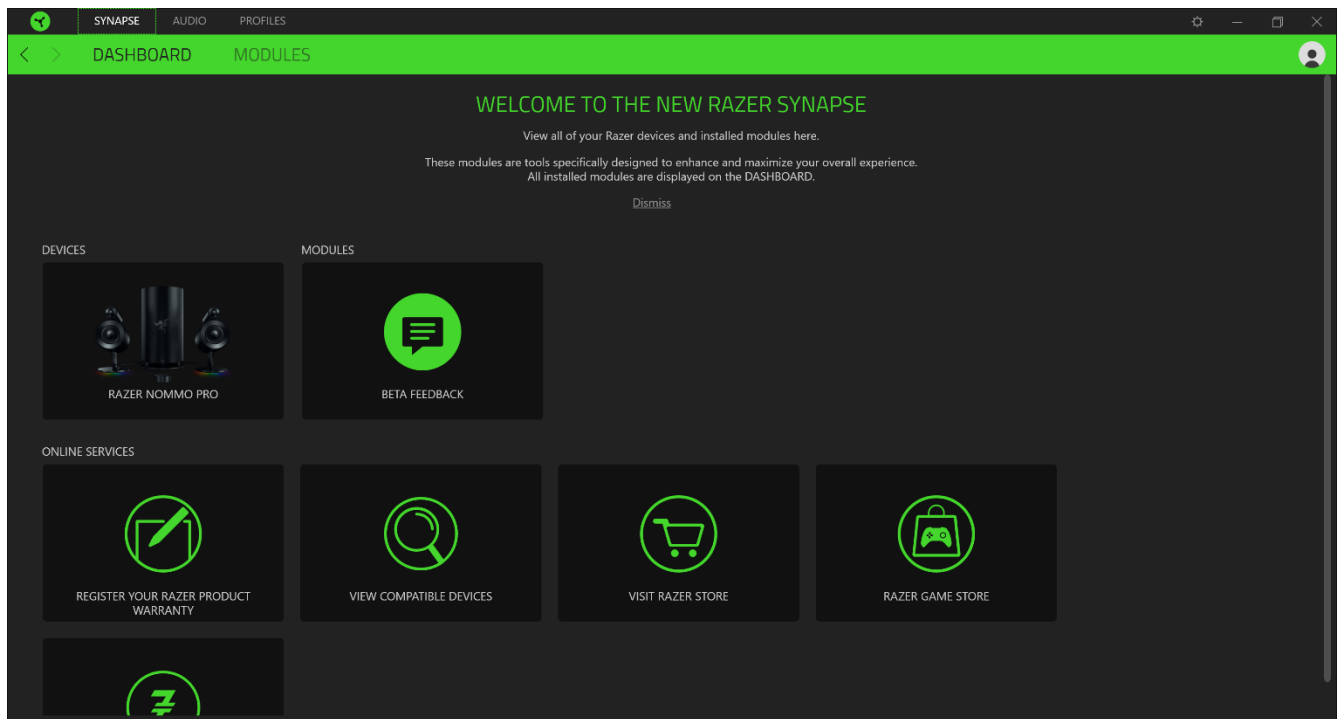 SYNAPSE AUDIO PROFILES
DASHBOARD MODULES
WELCOME TO THE NEW RAZER SYNAPSE
View all of your Razer devices and installed modules here.
These modules are tools specifically designed to enhance and maximize your overall experience.
All installed modules are displayed on the DASHBOARD.
Dismiss
DEVICES
MODULES
RAZER NOMMO PRO
BETA FEEDBACK
ONLINE SERVICES
REGISTER YOUR RAZER PRODUCT
WARRANTY
VIEW COMPATIBLE DEVICES
VISIT RAZER STORE
RAZER GAME STORE